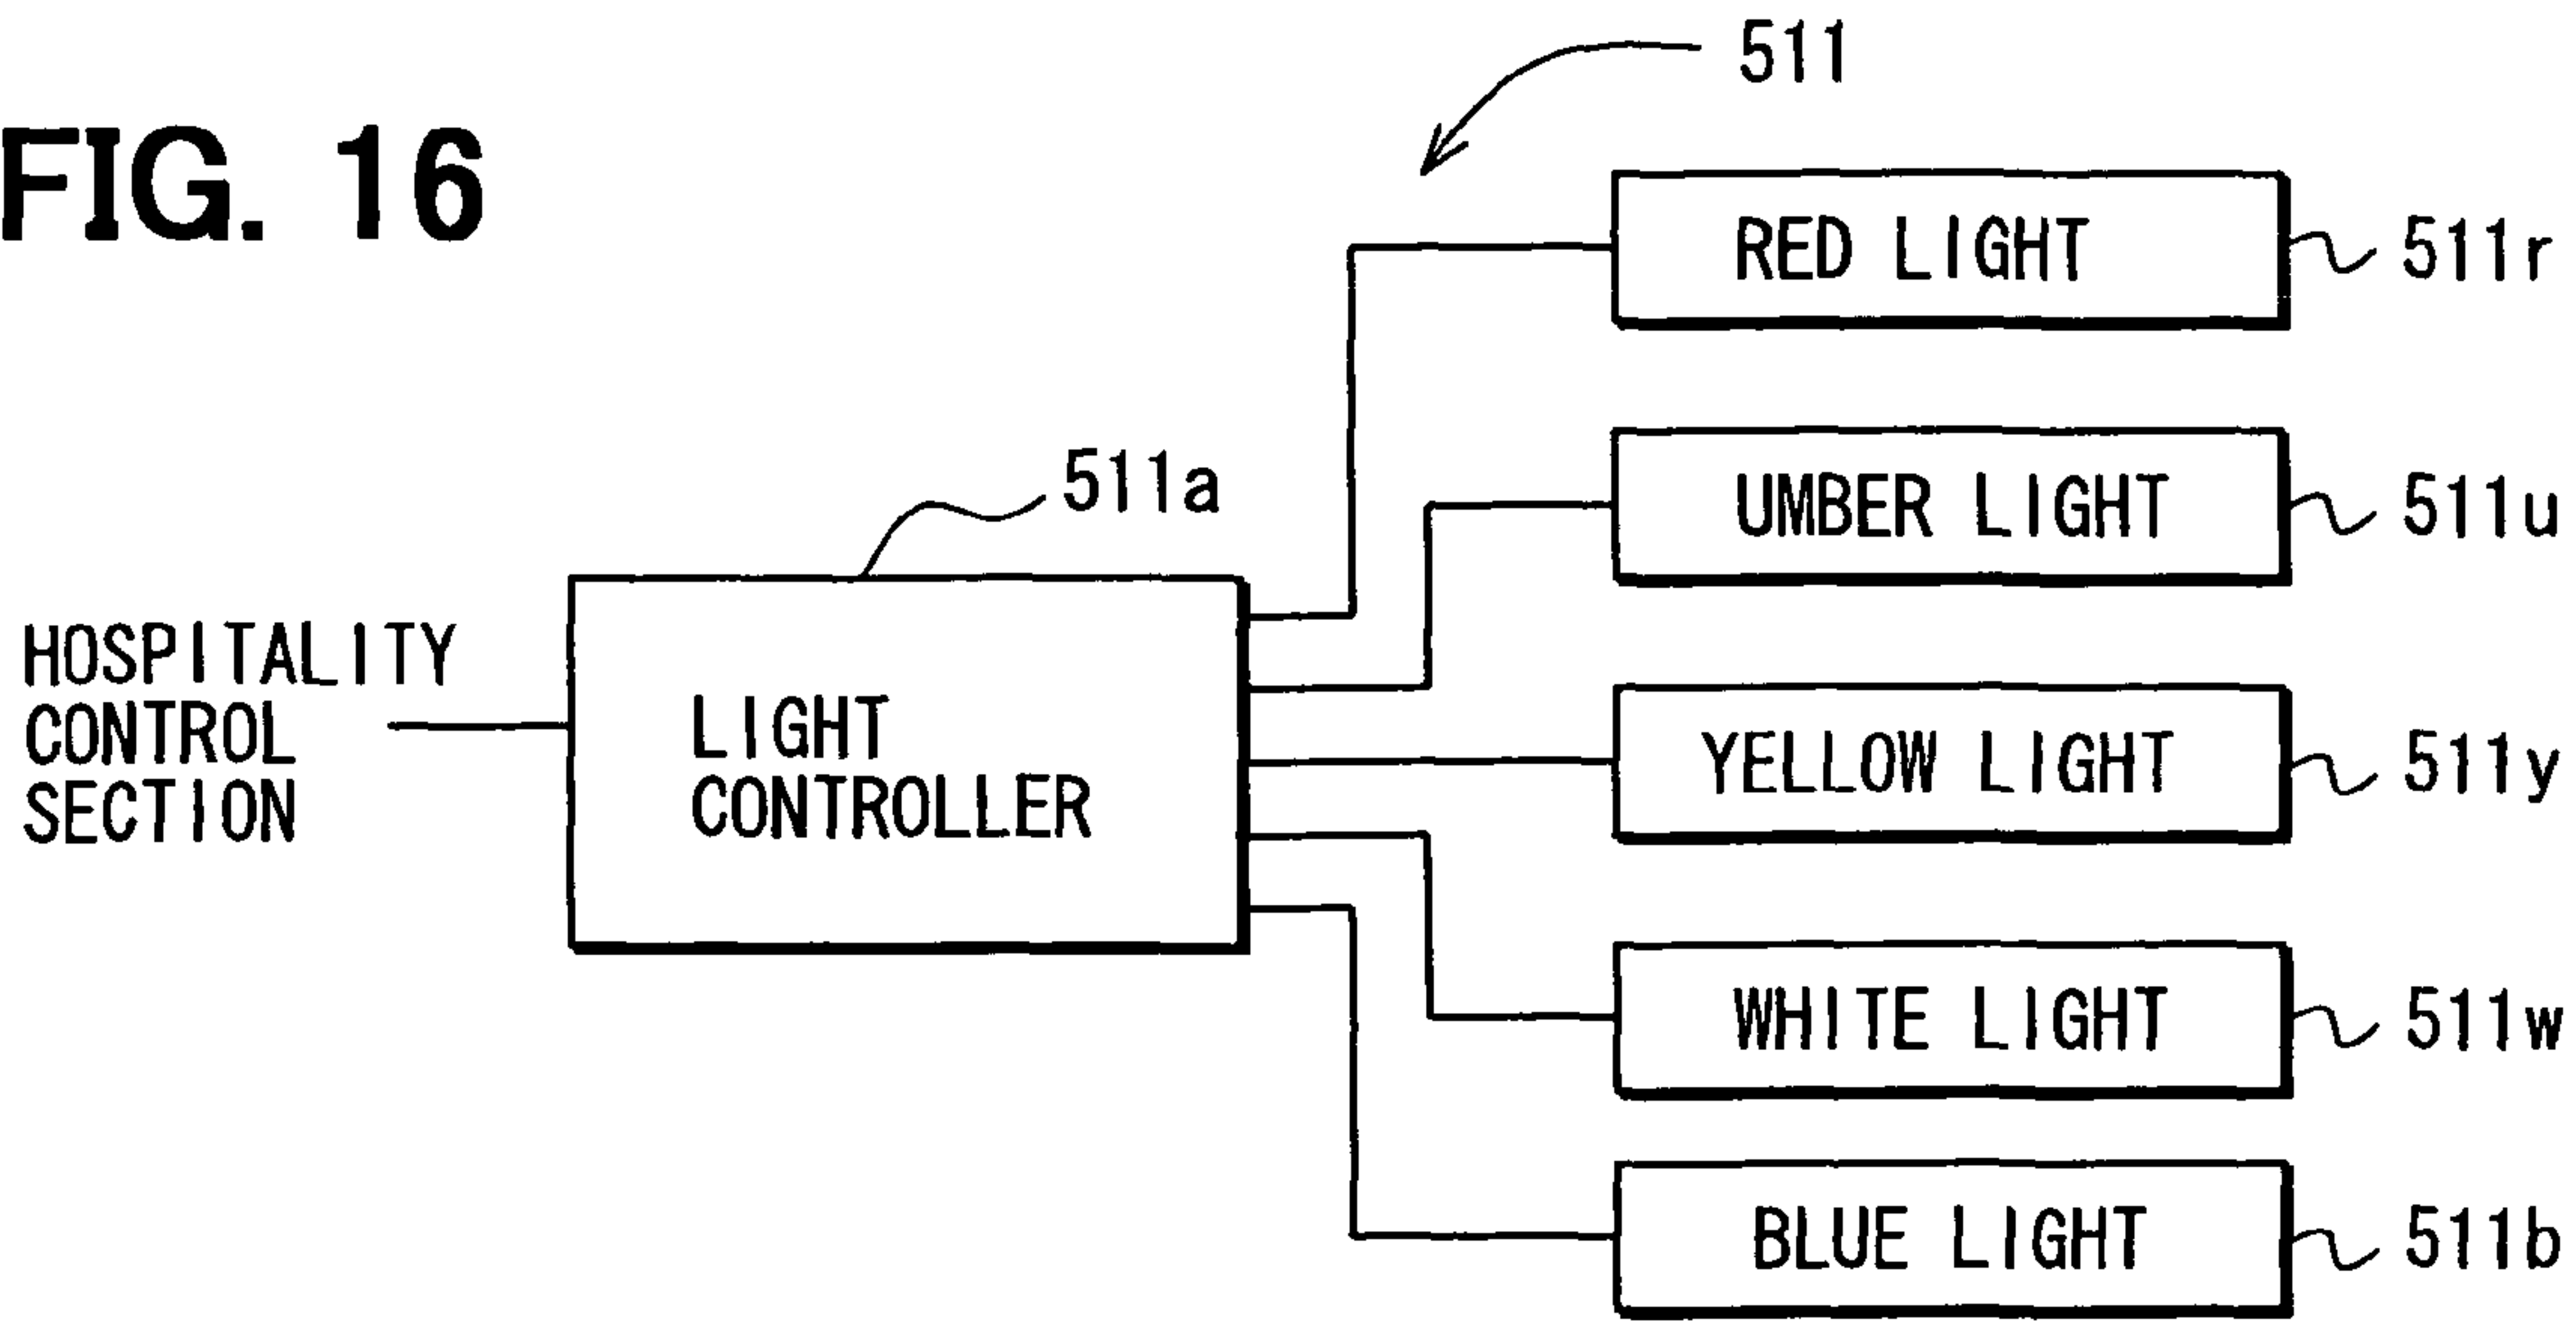 FIG. 16
511
RED LIGHT
511r
UMBER LIGHT
511u
511a
HOSPITALITY
CONTROL
SECTION
LIGHT
CONTROLLER
YELLOW LIGHT
511y
WHITE LIGHT
511w
BLUE LIGHT
511b